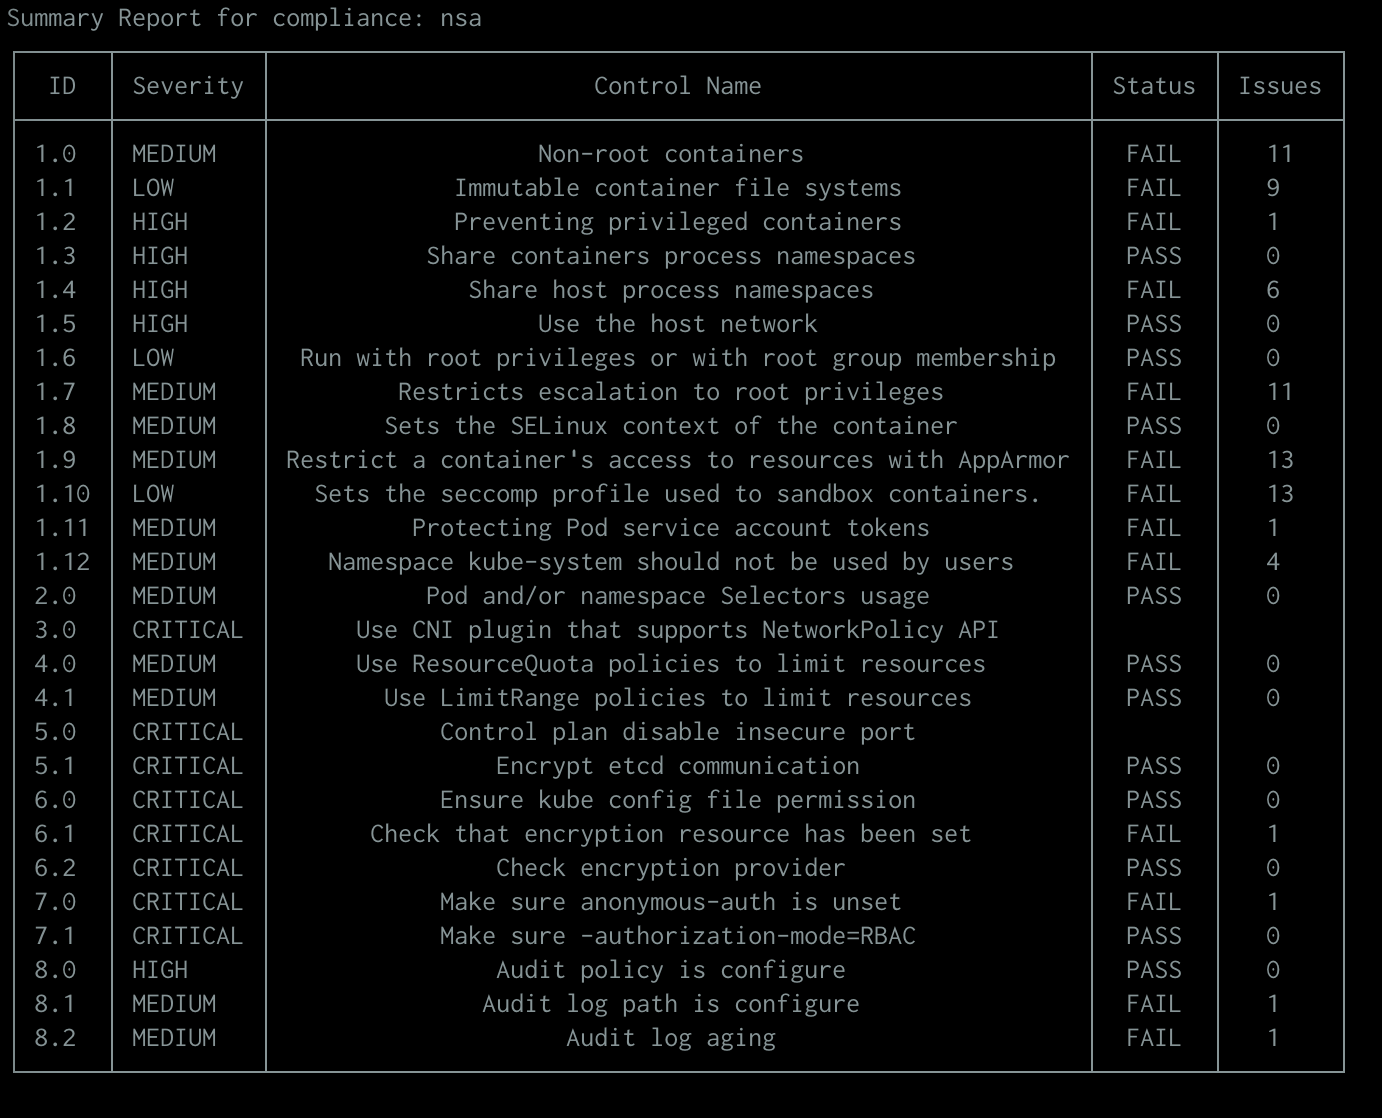 Summary Report for compliance: nsa
ID Severity Control Name Status Issues
1.0 MEDIUM Non-root containers FAIL 11
1.1 LOW Immutable container file systems FAIL 9
1.2 HIGH Preventing privileged containers FAIL 1
1.3 HIGH Share containers process namespaces PASS 0
1.4 HIGH Share host process namespaces FAIL 6
1.5 HIGH Use the host network PASS 0
1.6 LOW Run with root privileges or with root group membership PASS 0
1.7 MEDIUM Restricts escalation to root privileges FAIL 11
1.8 MEDIUM Sets the SELinux context of the container PASS 0
1.9 MEDIUM Restrict a container's access to resources with AppArmor FAIL 13
1.10 LOW Sets the seccomp profile used to sandbox containers. FAIL 13
1.11 MEDIUM Protecting Pod service account tokens FAIL 1
1.12 MEDIUM Namespace kube-system should not be used by users FAIL 4
2.0 MEDIUM Pod and/or namespace Selectors usage PASS 0
3.0 CRITICAL Use CNI plugin that supports NetworkPolicy API
4.0 MEDIUM Use ResourceQuota policies to limit resources PASS 0
4.1 MEDIUM Use LimitRange policies to limit resources PASS 0
5.0 CRITICAL Control plan disable insecure port
5.1 CRITICAL Encrypt etcd communication PASS 0
6.0 CRITICAL Ensure kube config file permission PASS 0
6.1 CRITICAL Check that encryption resource has been set FAIL 1
6.2 CRITICAL Check encryption provider PASS 0
7.0 CRITICAL Make sure anonymous-auth is unset FAIL 1
7.1 CRITICAL Make sure -authorization-mode=RBAC PASS 0
8.0 HIGH Audit policy is configure PASS 0
8.1 MEDIUM Audit log path is configure FAIL 1
8.2 MEDIUM Audit log aging FAIL 1